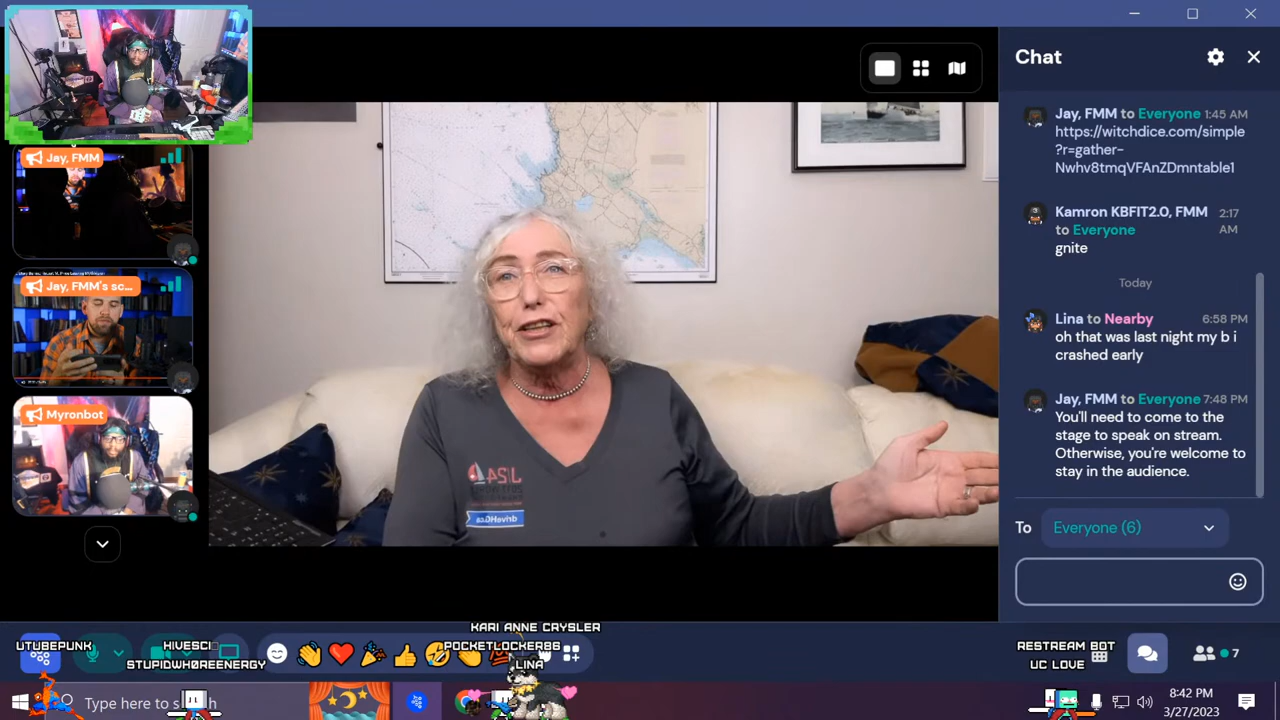 Jay, FMM
Jay, FMM's sc...
Myronbot
Chat
Jay, FMM to Everyone 1:45 AM
https://witchdice.com/simple
?r=gather-
Nwhv8tmqVFAnZDmntable1
Kamron KBFIT2.0, FMM 2:17
to Everyone AM
gnite
Today
Lina to Nearby 6:58 PM
oh that was last night my b i
crashed early
Jay, FMM to Everyone 7:48 PM
You'll need to come to the
stage to speak on stream.
Otherwise, you're welcome to
stay in the audience.
To Everyone (6)
KARI ANNE CRYSLER
UTUBEPUNK
HIVESCI
POCKETLOCKER86
STUPIDWH0REENERGY
LINA
RESTREAM BOT
UC LOVE
7
Type here to s h
8:42 PM
3/27/2023